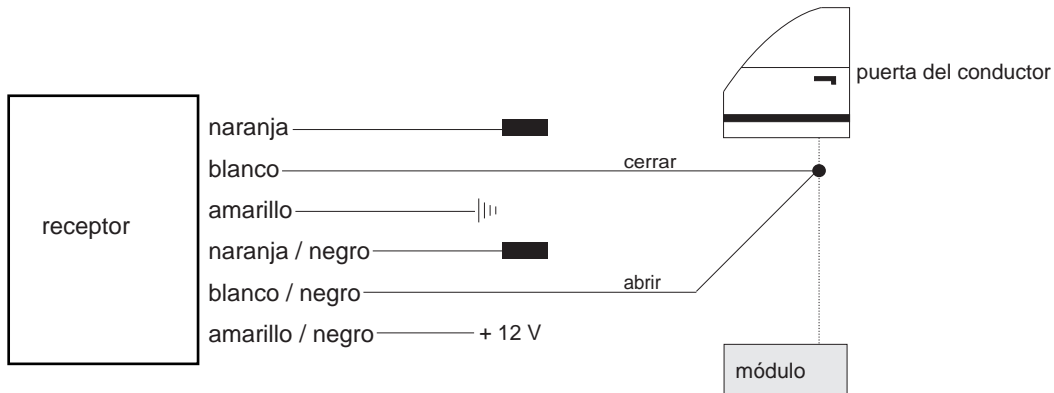 puerta del conductor
naranja
blanco
cerrar
amarillo
receptor
naranja / negro
blanco / negro
abrir
amarillo / negro
+ 12 V
módulo